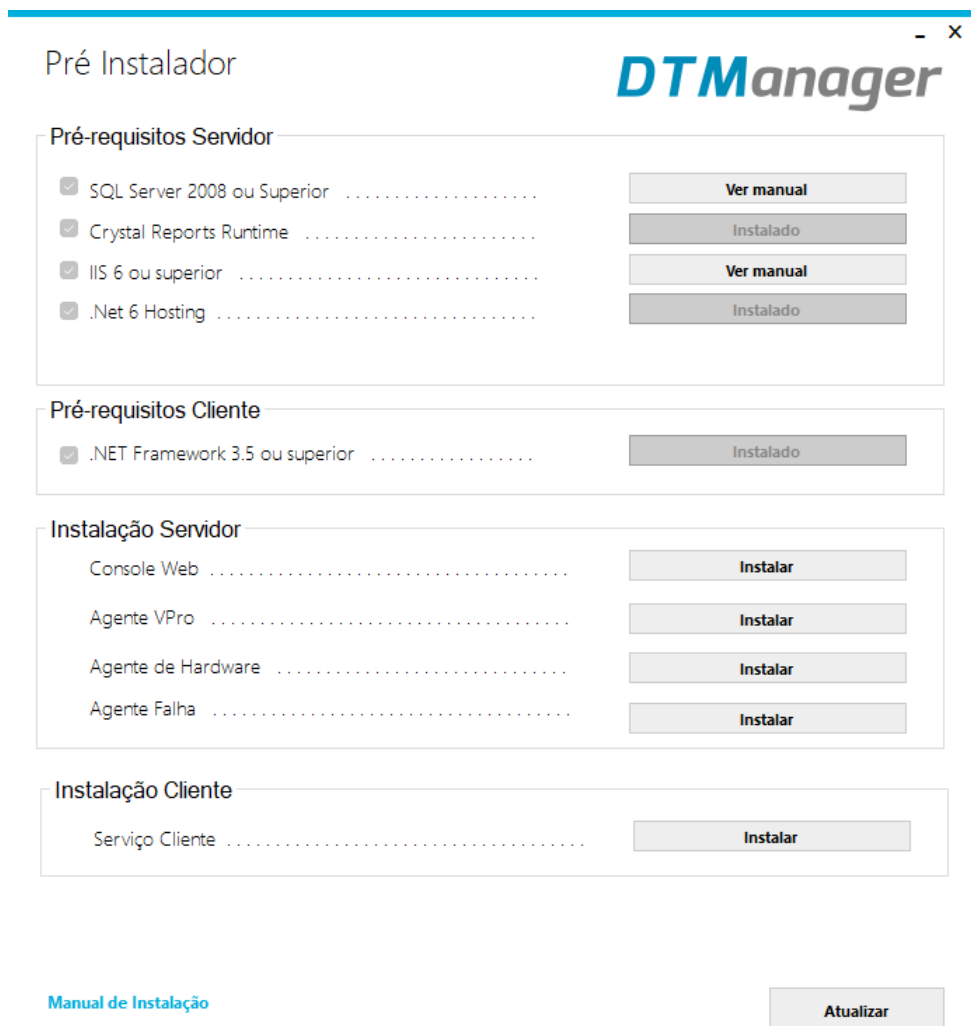 Pré Instalador
DTManager
Pré-requisitos Servidor
SQL Server 2008 ou Superior .................... Ver manual
Crystal Reports Runtime ........................ Instalado
IIS 6 ou superior ............................... Ver manual
.Net 6 Hosting ................................. Instalado
Pré-requisitos Cliente
.NET Framework 3.5 ou superior ................. Instalado
Instalação Servidor
Console Web ..................................... Instalar
Agente VPro ..................................... Instalar
Agente de Hardware .............................. Instalar
Agente Falha ..................................... Instalar
Instalação Cliente
Serviço Cliente ..................................... Instalar
Manual de Instalação
Atualizar